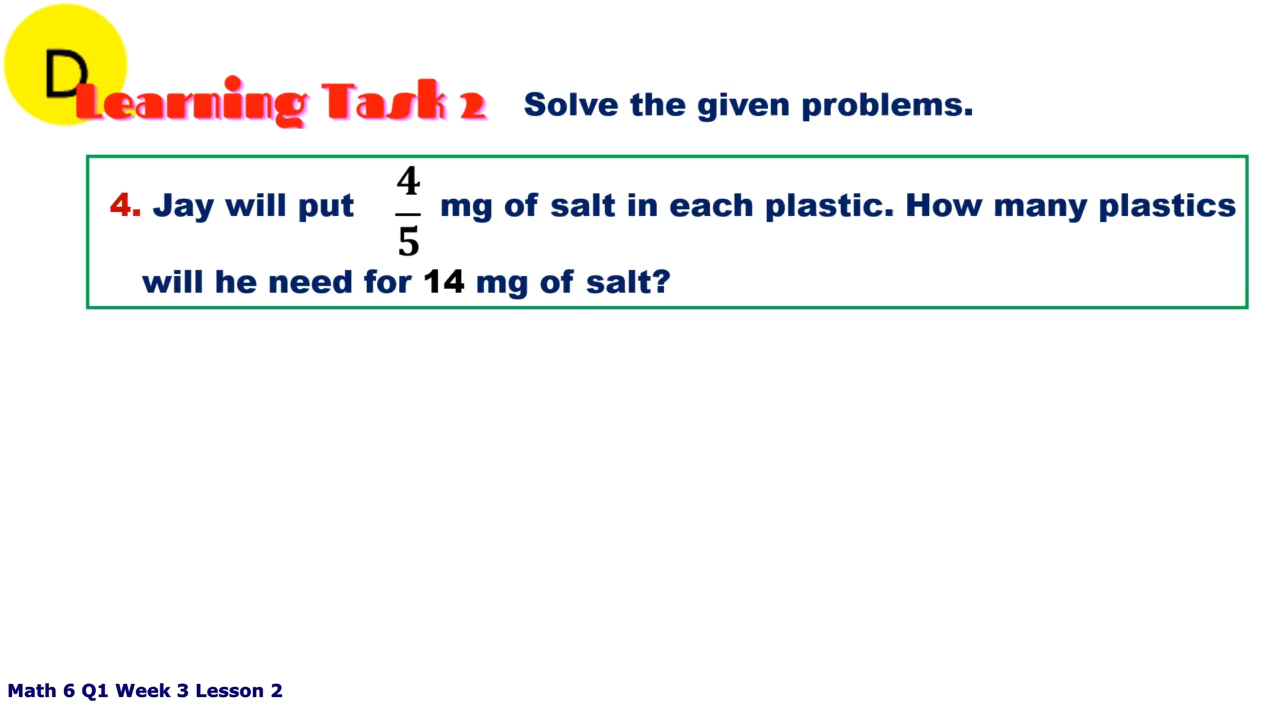 D
Learning Task 2 Solve the given problems.
4. Jay will put 4/5 mg of salt in each plastic. How many plastics
will he need for 14 mg of salt?
Math 6 Q1 Week 3 Lesson 2